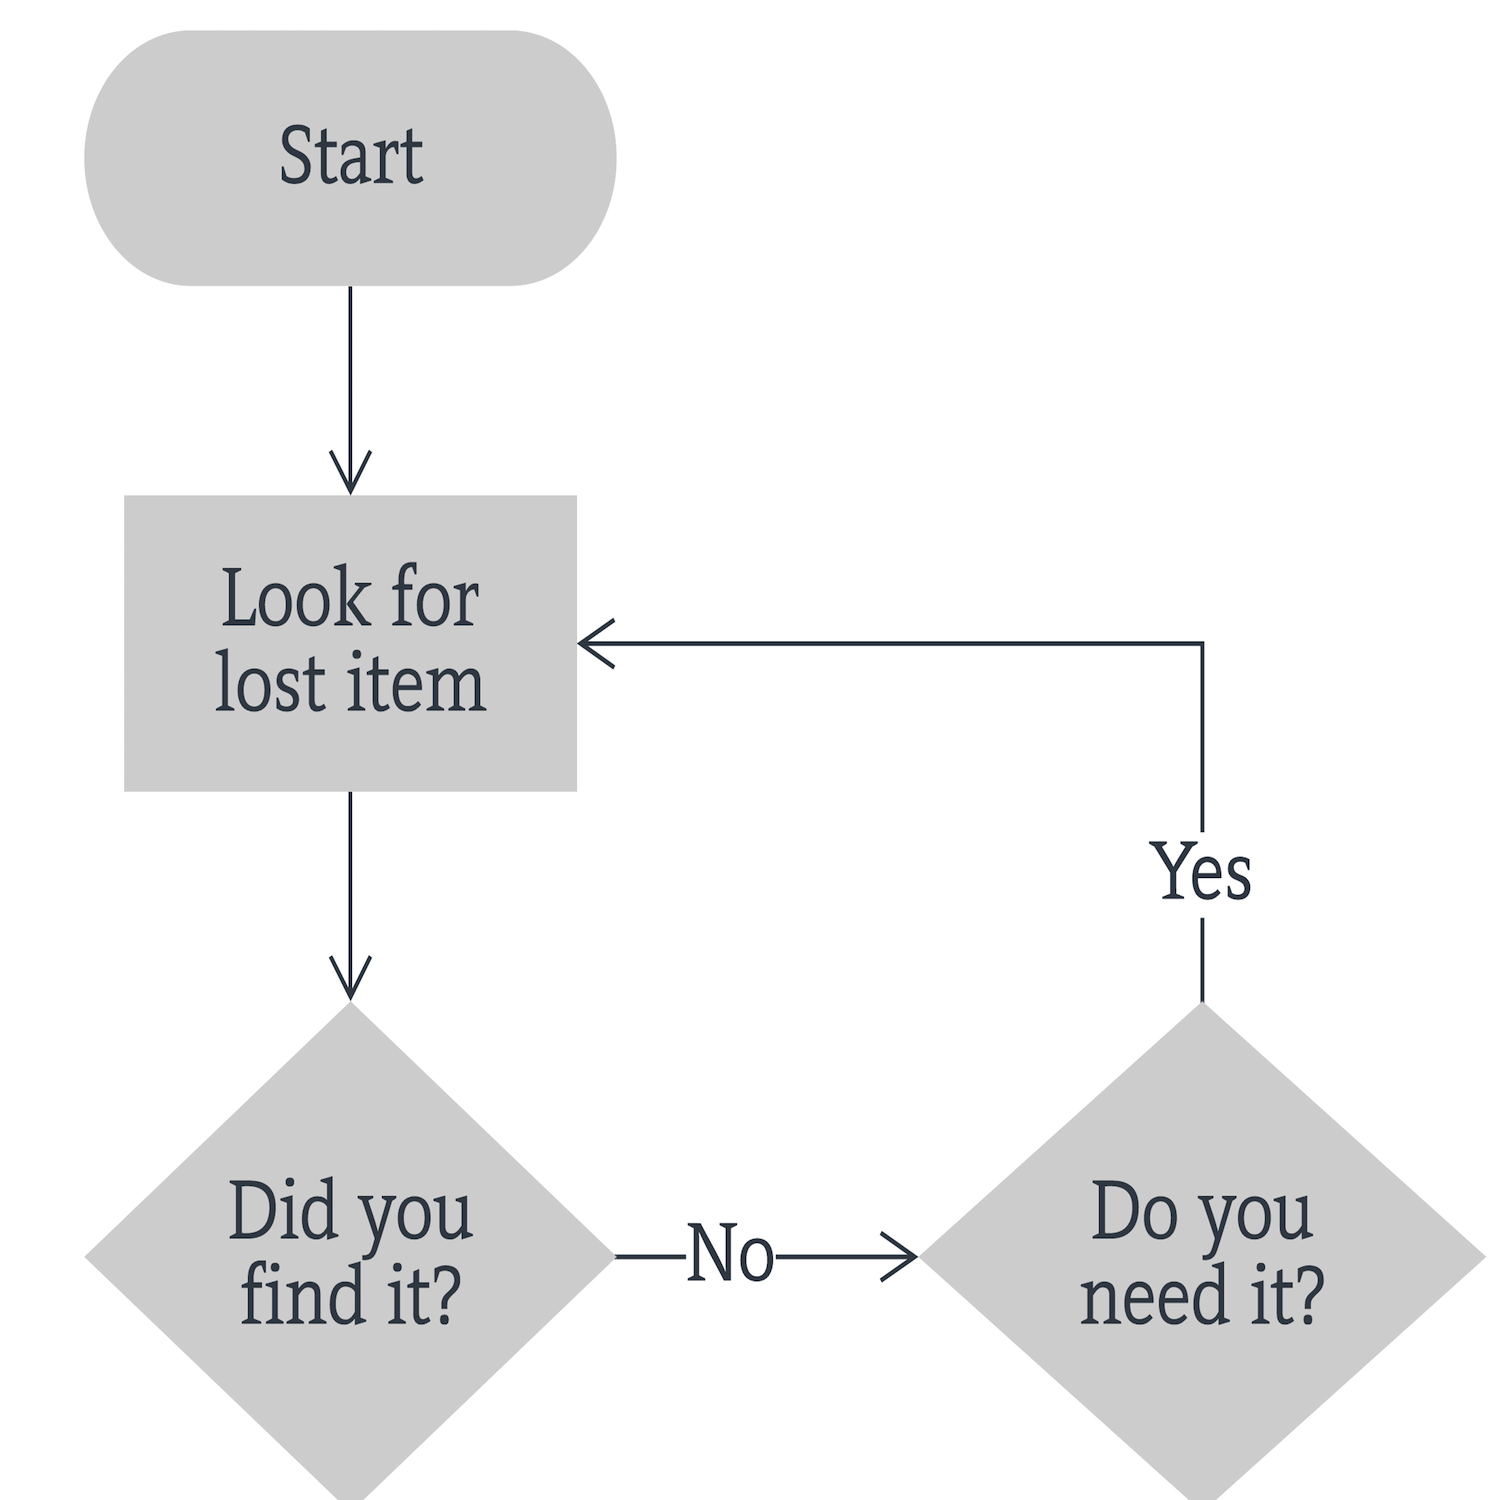 Start
Look for
lost item
Yes
Did you
find it?
No
Do you
need it?